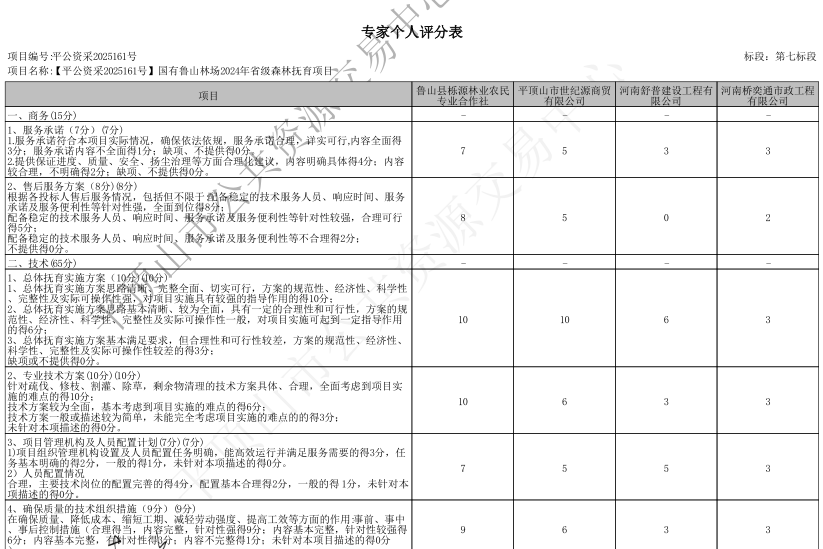 专家个人评分表
项目编号:平公资采2025161号 标段：第七标段
项目名称:【平公资采2025161号】国有鲁山林场2024年省级森林抚育项目
项目 鲁山县栎源林业农民专业合作社 平顶山市世纪源商贸有限公司 河南舒普建设工程有限公司 河南桥奕通市政工程有限公司
一、商务(15分) － － － －
1、服务承诺（7分）(7分)
1.服务承诺符合本项目实际情况，确保依法依规，服务承诺合理，详实可行,内容全面得
3分；服务承诺内容不全面得1分；缺项、不提供得0分。
2.提供保证进度、质量、安全、扬尘治理等方面合理化建议，内容明确具体得4分；内容
较合理，不明确得2分；缺项、不提供得0分。
7 5 3 3
2、售后服务方案（8分)(8分)
根据各投标人售后服务情况，包括但不限于:配备稳定的技术服务人员、响应时间、服务
承诺及服务便利性等针对性强，全面到位得8分；
配备稳定的技术服务人员、响应时间、服务承诺及服务便利性等针对性较强，合理可行
得5分；
配备稳定的技术服务人员、响应时间、服务承诺及服务便利性等不合理得2分；
不提供得0分。
8 5 0 2
二、技术(65分) － － － －
1、总体抚育实施方案（10分)(10分)
1、总体抚育实施方案思路清晰、完整全面、切实可行，方案的规范性、经济性、科学性
、完整性及实际可操作性强、对项目实施具有较强的指导作用的得10分；
2、总体抚育实施方案思路基本清晰、较为全面，具有一定的合理性和可行性，方案的规
范性、经济性、科学性、完整性及实际可操作性一般，对项目实施可起到一定指导作用
的得6分；
3、总体抚育实施方案基本满足要求，但合理性和可行性较差，方案的规范性、经济性、
科学性、完整性及实际可操作性较差的得3分；
缺项或不提供得0分。
10 10 6 3
2、专业技术方案(10分)(10分)
针对疏伐、修枝、割灌、除草，剩余物清理的技术方案具体、合理，全面考虑到项目实
施的难点的得10分；
技术方案较为全面，基本考虑到项目实施的难点的得6分；
技术方案一般或描述较为简单，未能完全考虑项目实施的难点的的得3分；
未针对本项描述的得0分。
10 6 3 3
3、项目管理机构及人员配置计划(7分)(7分)
1)项目组织管理机构设置及人员配置任务明确，能高效运行并满足服务需要的得3分，任
务基本明确的得2分，一般的得1分，未针对本项描述的得0分。
2）人员配置情况
合理，主要技术岗位的配置完善的得4分，配置基本合理得2分，一般的得 1分，未针对本
项描述的得0分。
7 5 5 3
4、确保质量的技术组织措施（9分）(9分)
在确保质量、降低成本、缩短工期、减轻劳动强度、提高工效等方面的作用:事前、事中
、事后控制措施（合理得当，内容完整，针对性强得9分；内容基本完整，针对性较强得
6分；内容基本完整，有针对性得3分；内容不完整得1分；未针对本项目描述的得0分
9 6 3 3
平顶山市公共资源交易中心
平顶山市公共资源交易中心